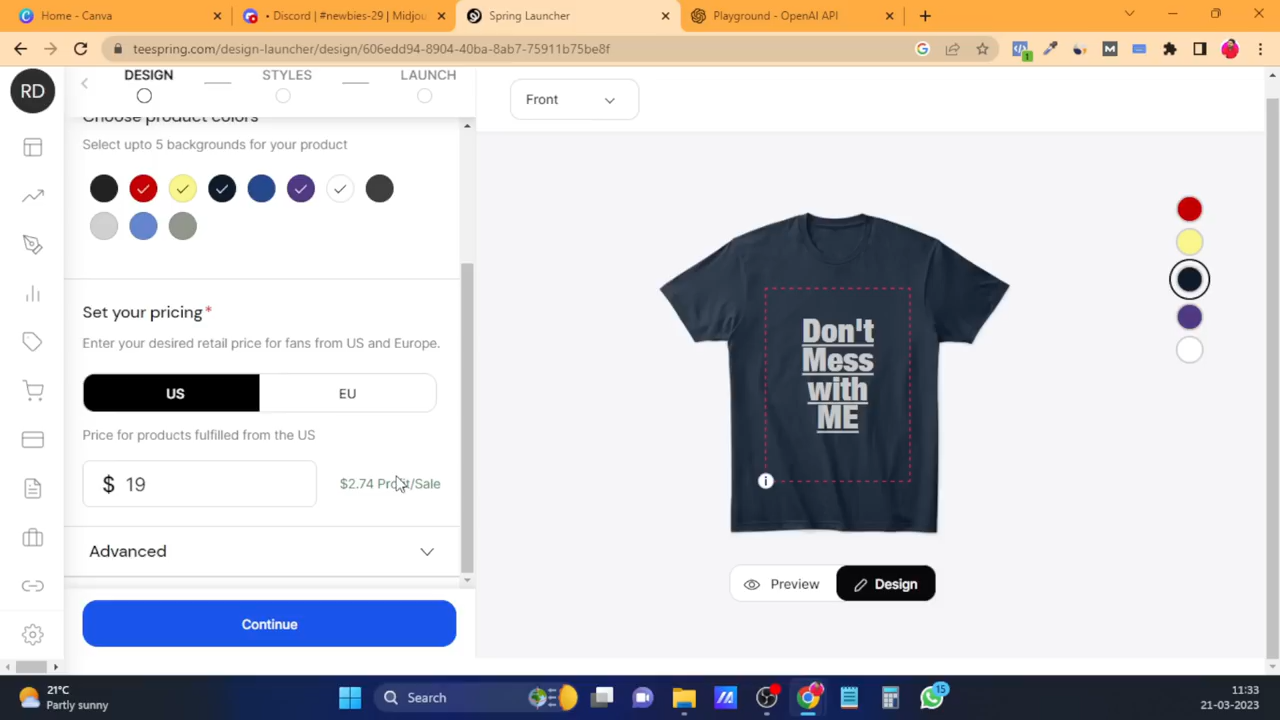 Home - Canva
• Discord | #newbies-29 | Midjou
Spring Launcher
Playground - OpenAI API
teespring.com/design-launcher/design/606edd94-8904-40ba-8ab7-75911b75be8f
1
M
RD
DESIGN
STYLES
LAUNCH
Choose product colors
Select upto 5 backgrounds for your product
Set your pricing*
Enter your desired retail price for fans from US and Europe.
US
EU
Price for products fulfilled from the US
$ 19
$2.74 Profit/Sale
Advanced
Continue
Front
Don't
Mess
with
ME
i
Preview
Design
21°C
Partly sunny
Search
15
11:33
21-03-2023